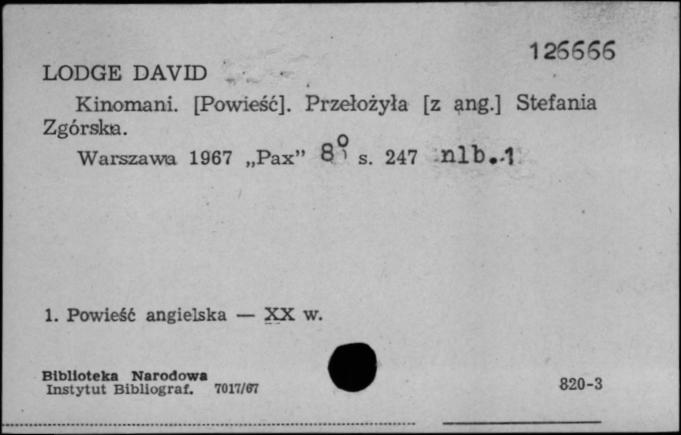 126666
LODGE DAVID
Kinomani. [Powieść]. Przełożyła [z ang.] Stefania
Zgórska.
Warszawa 1967 „Pax” 8° s. 247 nlb. 1
1. Powieść angielska — XX w.
Biblioteka Narodowa
Instytut Bibliograf. 7017/67
820-3